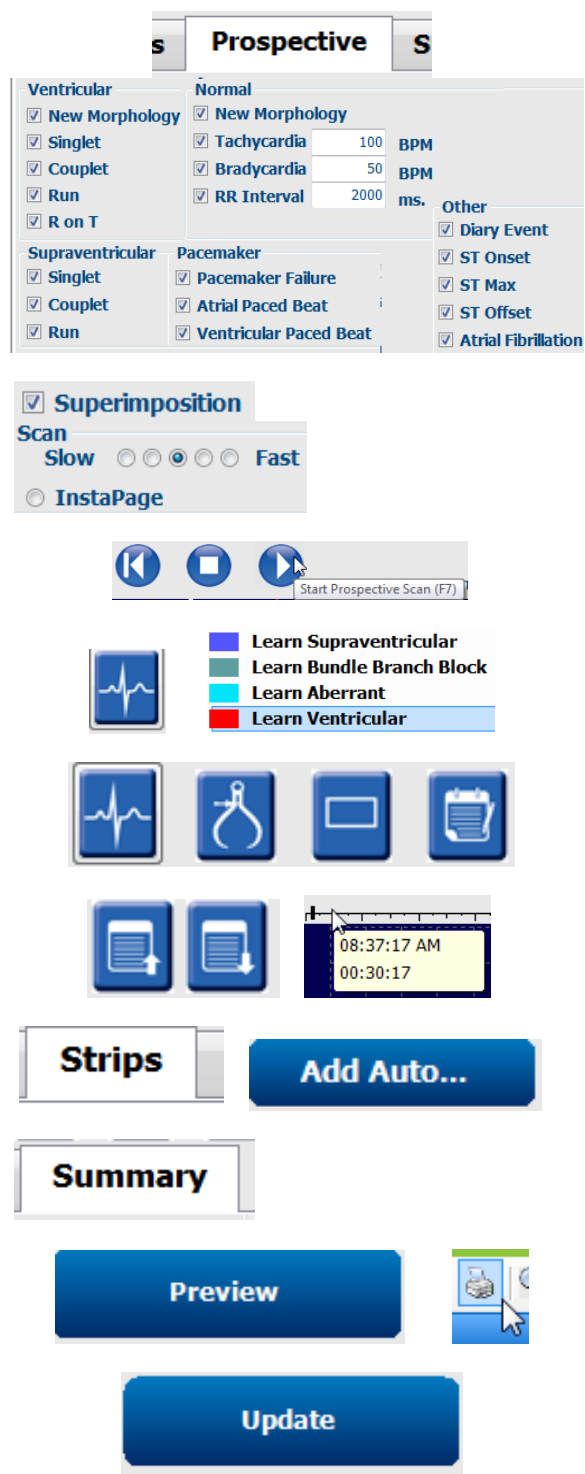 s Prospective S
Ventricular
New Morphology
Singlet
Couplet
Run
R on T
Normal
New Morphology
Tachycardia 100 BPM
Bradycardia 50 BPM
RR Interval 2000 ms.
Supraventricular
Singlet
Couplet
Run
Pacemaker
Pacemaker Failure
Atrial Paced Beat
Ventricular Paced Beat
Other
Diary Event
ST Onset
ST Max
ST Offset
Atrial Fibrillation
Superimposition
Scan
Slow Fast
InstaPage
Start Prospective Scan (F7)
Learn Supraventricular
Learn Bundle Branch Block
Learn Aberrant
Learn Ventricular
08:37:17 AM
00:30:17
Strips
Add Auto...
Summary
Preview
Update